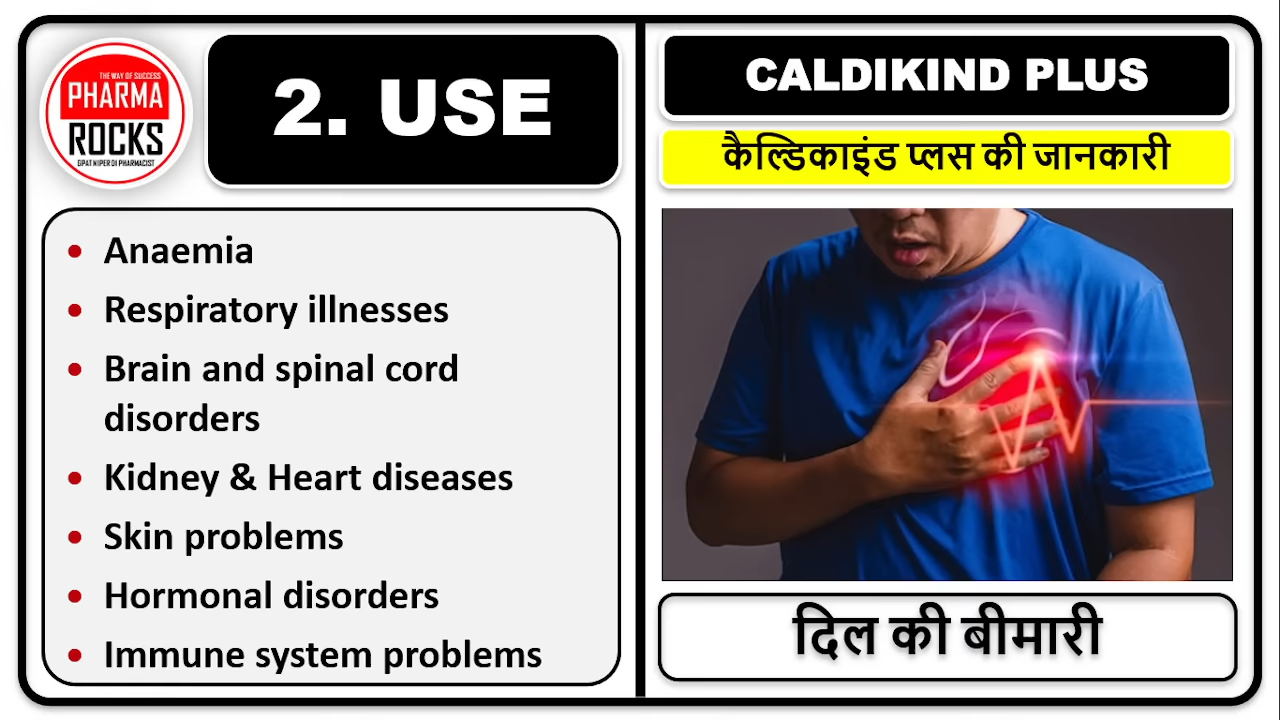 THE WAY OF SUCCESS
PHARMA
ROCKS
GPAT NIPER DI PHARMACIST
2. USE
• Anaemia
• Respiratory illnesses
• Brain and spinal cord
disorders
• Kidney & Heart diseases
• Skin problems
• Hormonal disorders
• Immune system problems
CALDIKIND PLUS
कैल्डिकाइंड प्लस की जानकारी
दिल की बीमारी